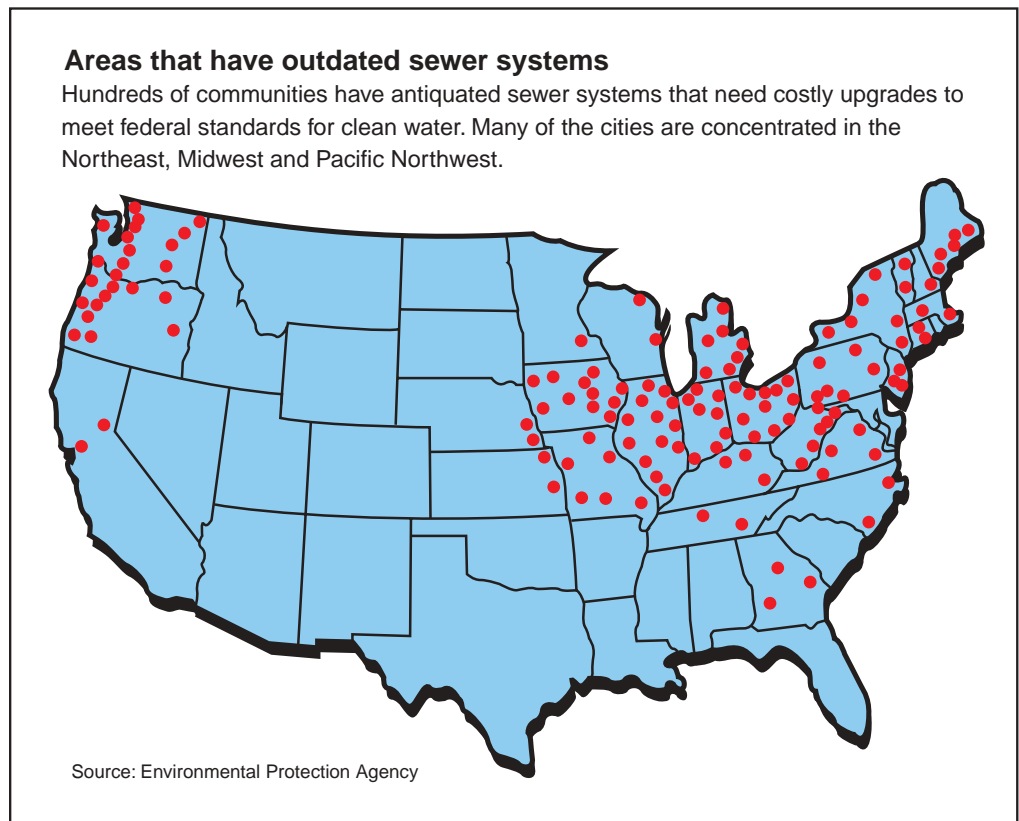 Areas that have outdated sewer systems
Hundreds of communities have antiquated sewer systems that need costly upgrades to
meet federal standards for clean water. Many of the cities are concentrated in the
Northeast, Midwest and Pacific Northwest.
Source: Environmental Protection Agency